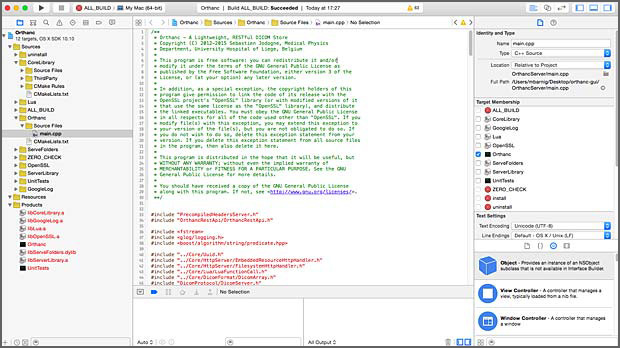 ALL_BUILD
My Mac (64-bit)
Orthanc | Build ALL_BUILD: Succeeded | Today at 17:27
Orthanc
12 targets, OS X SDK 10.10
Sources
uninstall
CoreLibrary
Source Files
ThirdParty
CMake Rules
CMakeLists.txt
Lua
ALL_BUILD
Orthanc
Source Files
main.cpp
CMakeLists.txt
ServeFolders
ZERO_CHECK
OpenSSL
ServerLibrary
UnitTests
GoogleLog
Resources
Products
libCoreLibrary.a
libGoogleLog.a
libLua.a
libOpenSSL.a
Orthanc
libServeFolders.dylib
libServerLibrary.a
UnitTests
Orthanc
Sources
Orthanc
Source Files
main.cpp
No Selection
/**
* Orthanc - A Lightweight, RESTful DICOM Store
* Copyright (C) 2012-2015 Sebastien Jodogne, Medical Physics
* Department, University Hospital of Liege, Belgium
*
* This program is free software: you can redistribute it and/or
* modify it under the terms of the GNU General Public License as
* published by the Free Software Foundation, either version 3 of the
* License, or (at your option) any later version.
*
* In addition, as a special exception, the copyright holders of this
* program give permission to link the code of its release with the
* OpenSSL project's "OpenSSL" library (or with modified versions of it
* that use the same license as the "OpenSSL" library), and distribute
* the linked executables. You must obey the GNU General Public License
* in all respects for all of the code used other than "OpenSSL". If you
* modify file(s) with this exception, you may extend this exception to
* your version of the file(s), but you are not obligated to do so. If
* you do not wish to do so, delete this exception statement from your
* version. If you delete this exception statement from all source files
* in the program, then also delete it here.
*
* This program is distributed in the hope that it will be useful, but
* WITHOUT ANY WARRANTY; without even the implied warranty of
* MERCHANTABILITY or FITNESS FOR A PARTICULAR PURPOSE. See the GNU
* General Public License for more details.
*
* You should have received a copy of the GNU General Public License
* along with this program. If not, see <http://www.gnu.org/licenses/>.
**/
#include "PrecompiledHeadersServer.h"
#include "OrthancRestApi/OrthancRestApi.h"
#include <fstream>
#include <glog/logging.h>
#include <boost/algorithm/string/predicate.hpp>
#include "../Core/Uuid.h"
#include "../Core/HttpServer/EmbeddedResourceHttpHandler.h"
#include "../Core/HttpServer/FilesystemHttpHandler.h"
#include "../Core/Lua/LuaFunctionCall.h"
#include "../Core/DicomFormat/DicomArray.h"
#include "DicomProtocol/DicomServer.h"
No Selection
Auto
All Output
Identity and Type
Name main.cpp
Type C++ Source
Location Relative to Project
OrthancServer/main.cpp
Full Path /Users/mbarnig/Desktop/orthanc-gui/
OrthancServer/main.cpp
Target Membership
ALL_BUILD
CoreLibrary
GoogleLog
Lua
OpenSSL
Orthanc
ServeFolders
ServerLibrary
UnitTests
ZERO_CHECK
install
uninstall
Text Settings
Text Encoding Unicode (UTF-8)
Line Endings Default - OS X / Unix (LF)
Object - Provides an instance of an NSObject
subclass that is not available in Interface Builder.
View Controller - A controller that manages a
view, typically loaded from a nib file.
Window Controller - A controller that manages
a window